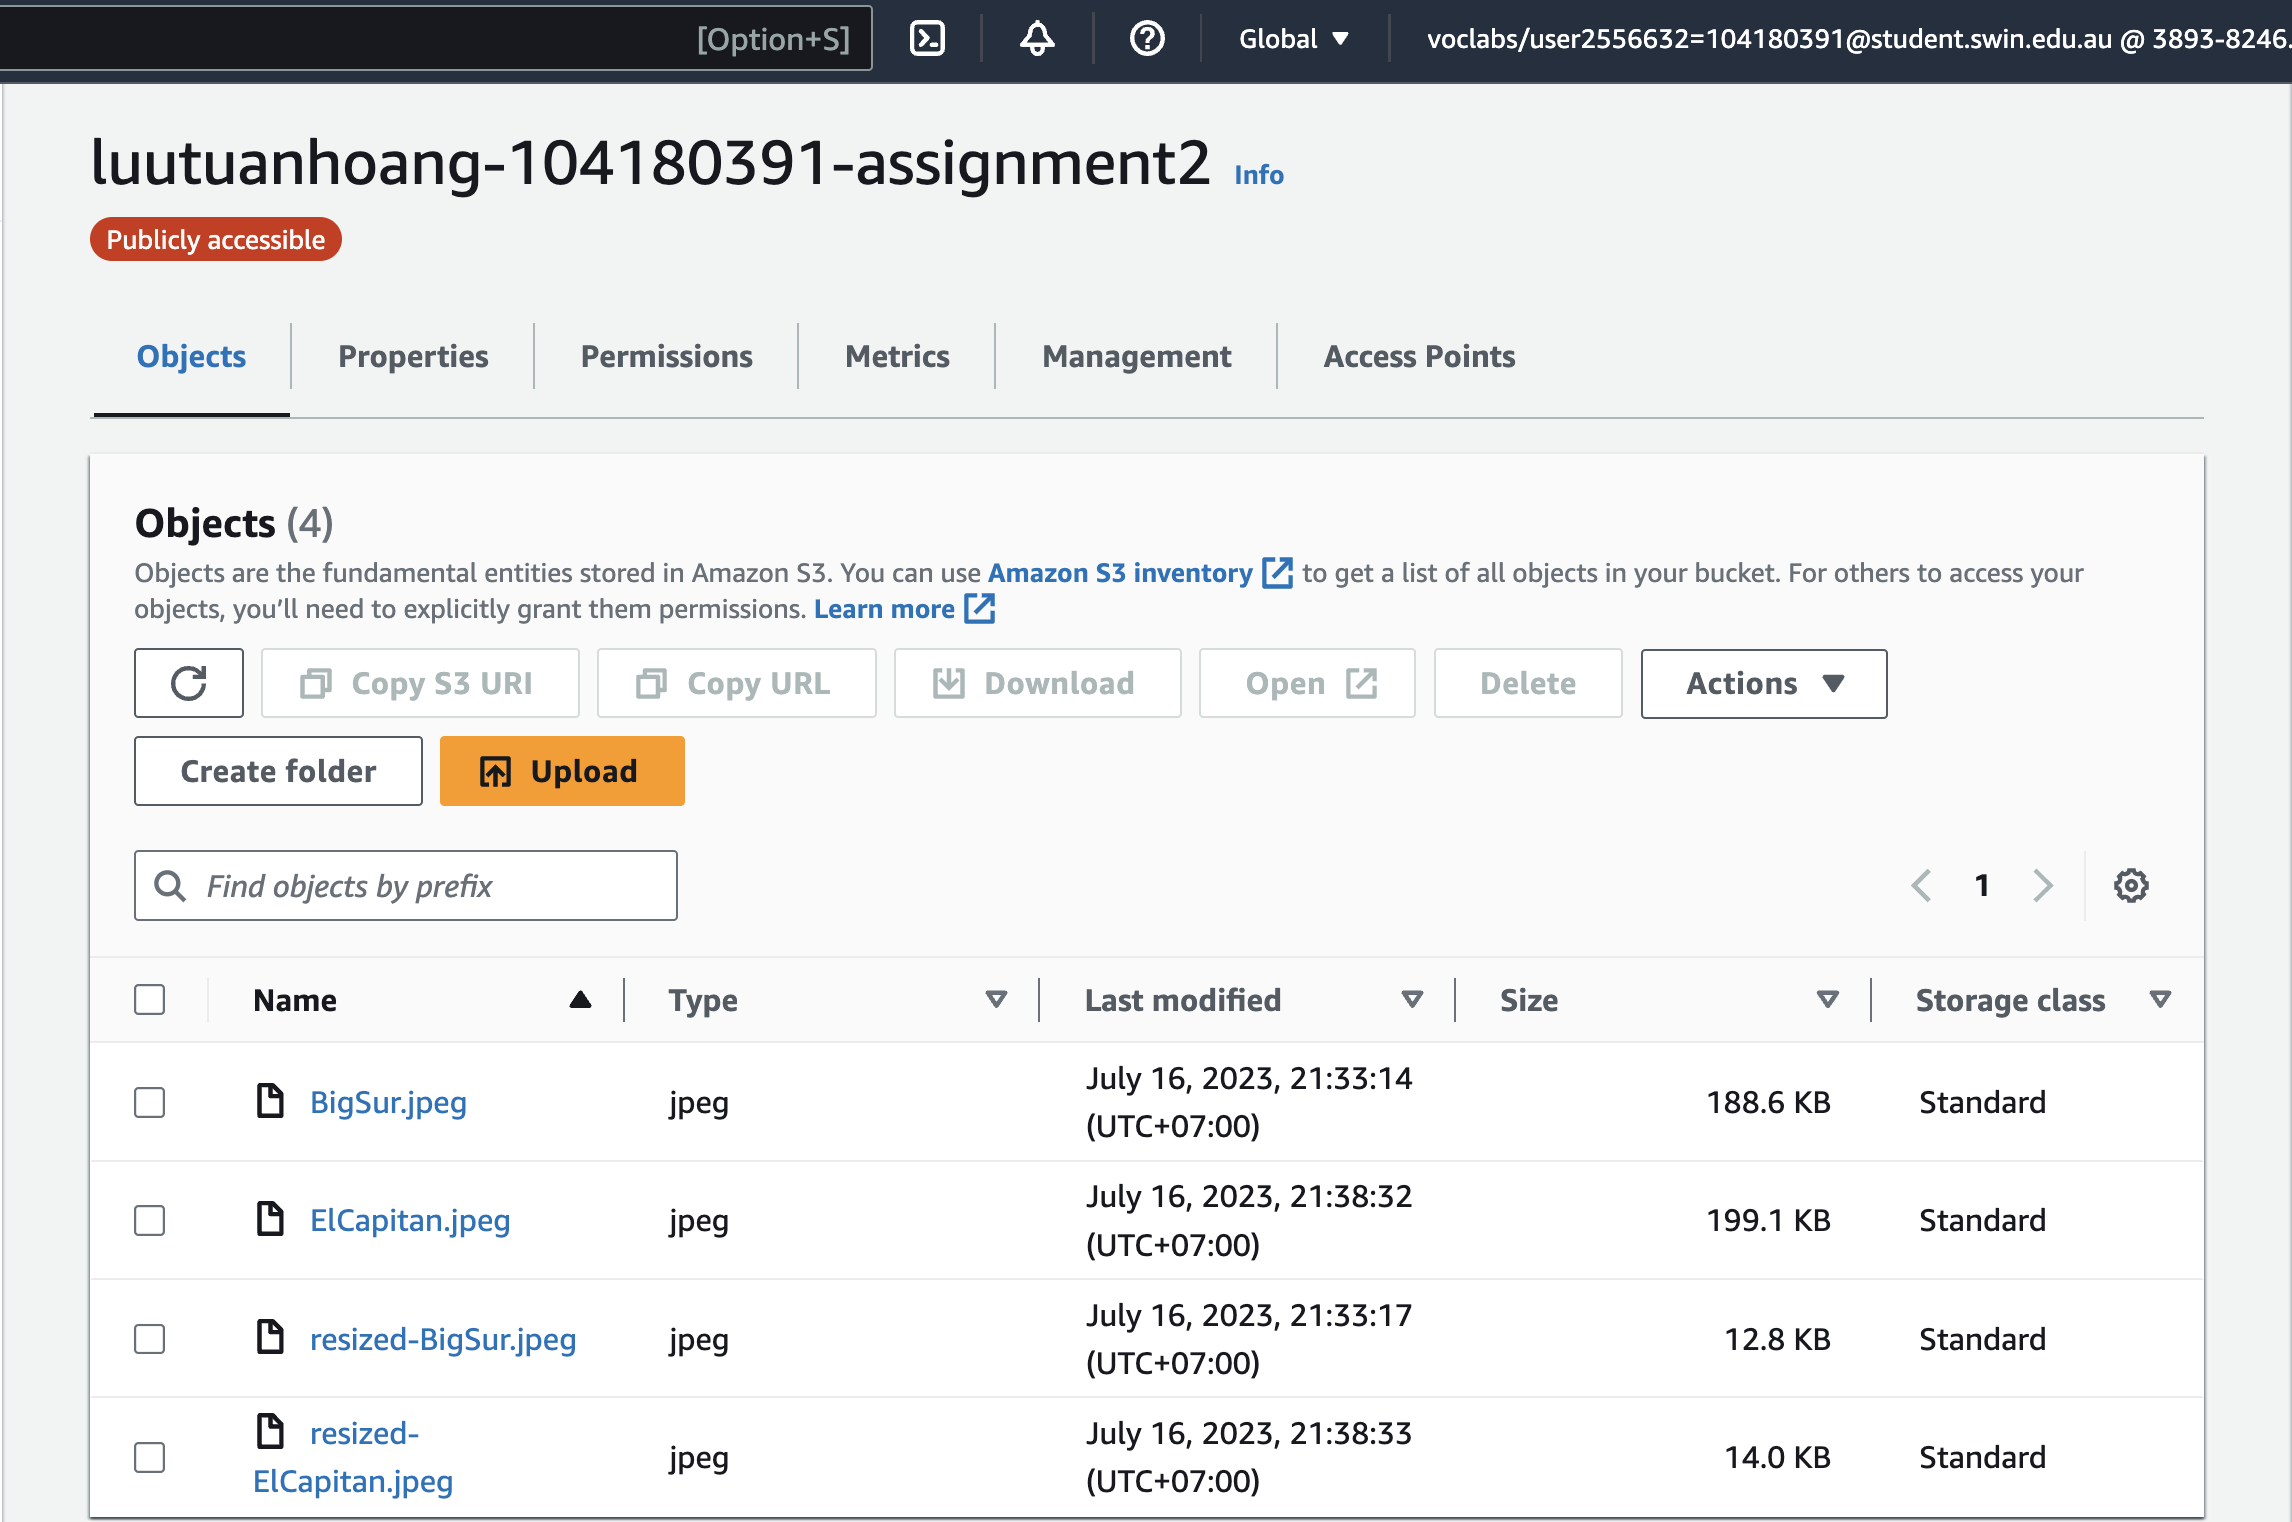 [Option+S]
Global
voclabs/user2556632=104180391@student.swin.edu.au @ 3893-8246.
luutuanhoang-104180391-assignment2 Info
Publicly accessible
Objects Properties Permissions Metrics Management Access Points
Objects (4)
Objects are the fundamental entities stored in Amazon S3. You can use Amazon S3 inventory to get a list of all objects in your bucket. For others to access your
objects, you’ll need to explicitly grant them permissions. Learn more
Copy S3 URI Copy URL Download Open Delete Actions
Create folder Upload
Find objects by prefix
1
Name Type Last modified Size Storage class
BigSur.jpeg jpeg July 16, 2023, 21:33:14 (UTC+07:00) 188.6 KB Standard
ElCapitan.jpeg jpeg July 16, 2023, 21:38:32 (UTC+07:00) 199.1 KB Standard
resized-BigSur.jpeg jpeg July 16, 2023, 21:33:17 (UTC+07:00) 12.8 KB Standard
resized-ElCapitan.jpeg jpeg July 16, 2023, 21:38:33 (UTC+07:00) 14.0 KB Standard